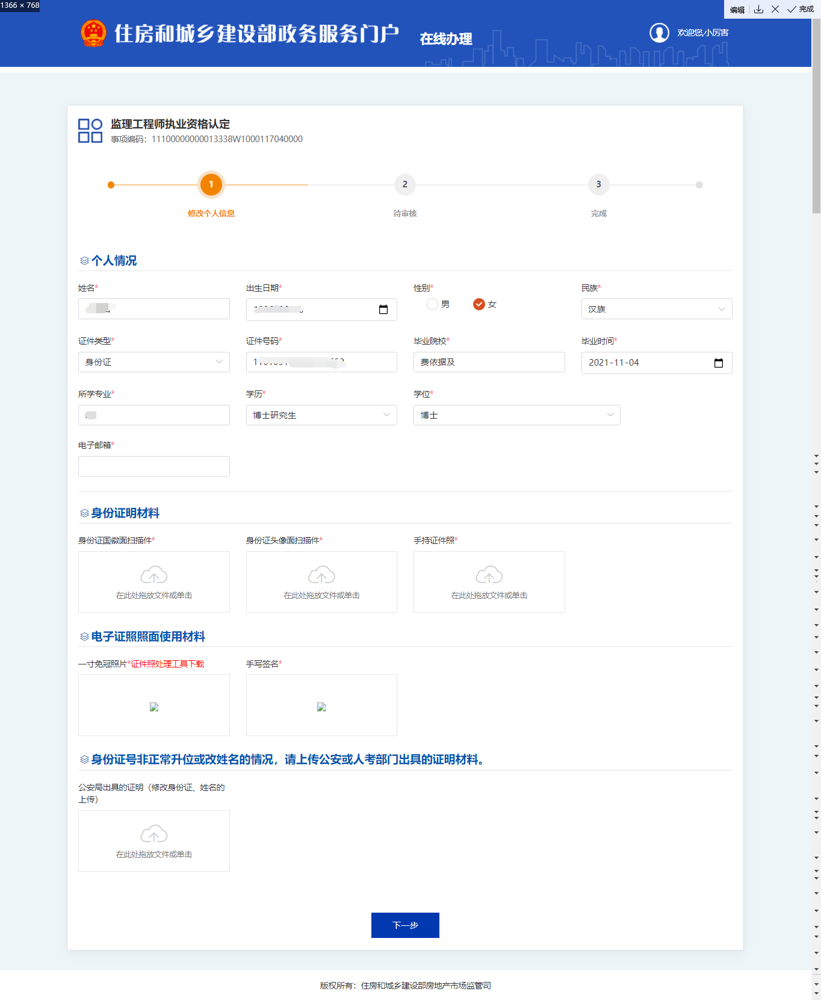 1366 × 768
编辑 完成
住房和城乡建设部政务服务门户 在线办理
欢迎您,小厉害
监理工程师执业资格认定
事项编码：11100000000013338W1000117040000
1 2 3
修改个人信息 待审核 完成
个人情况
姓名* 出生日期* 性别* 民族*
男 女
汉族
证件类型* 证件号码* 毕业院校* 毕业时间*
身份证 费依据及 2021-11-04
所学专业* 学历* 学位*
博士研究生 博士
电子邮箱*
身份证明材料
身份证国徽面扫描件* 身份证头像面扫描件* 手持证件照*
在此处拖放文件或单击 在此处拖放文件或单击 在此处拖放文件或单击
电子证照照面使用材料
一寸免冠照片*证件照处理工具下载 手写签名*
身份证号非正常升位或改姓名的情况，请上传公安或人考部门出具的证明材料。
公安局出具的证明（修改身份证、姓名的
上传）
在此处拖放文件或单击
下一步
版权所有：住房和城乡建设部房地产市场监管司